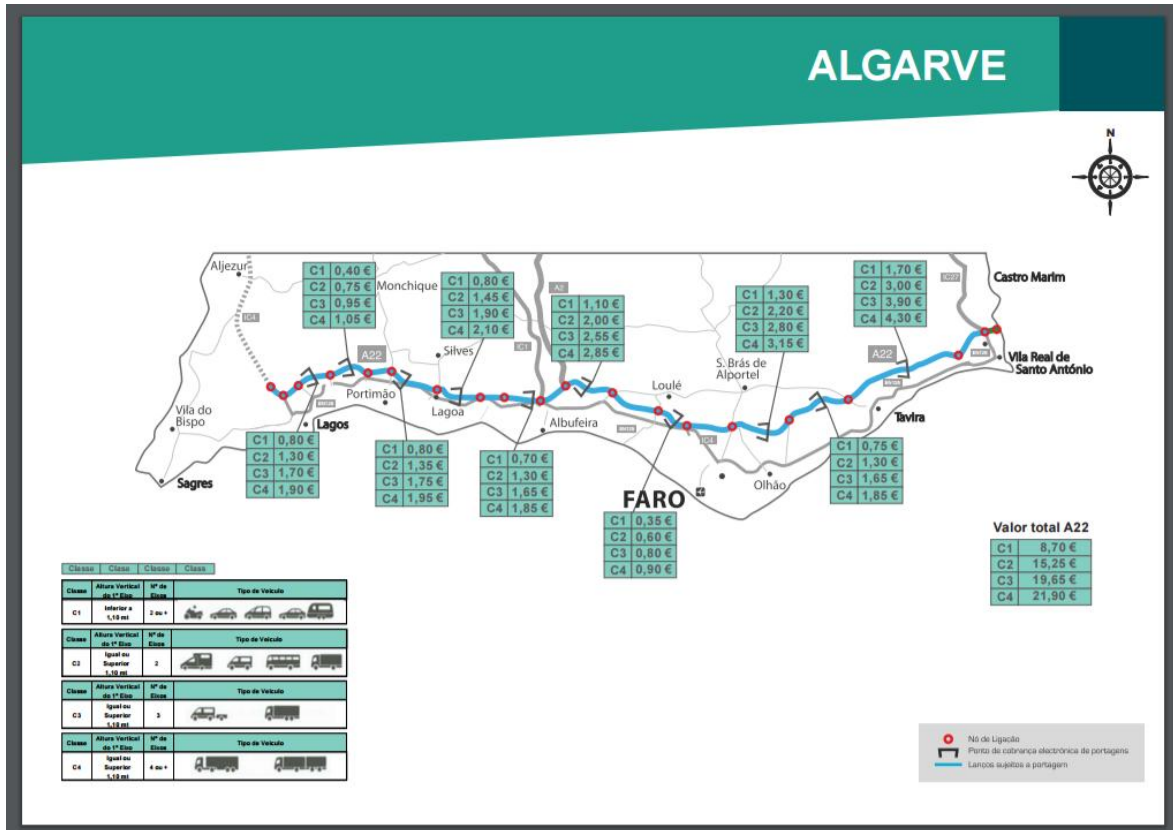 ALGARVE
N
Aljezur
Monchique
IC4
C1 0,40 €
C2 0,75 €
C3 0,95 €
C4 1,05 €
C1 0,80 €
C2 1,45 €
C3 1,90 €
C4 2,10 €
A2
IC1
C1 1,10 €
C2 2,00 €
C3 2,55 €
C4 2,85 €
C1 1,30 €
C2 2,20 €
C3 2,80 €
C4 3,15 €
C1 1,70 €
C2 3,00 €
C3 3,90 €
C4 4,30 €
IC27
Castro Marim
A22
Silves
S. Brás de
Alportel
A22
Vila Real de
Santo António
Portimão
Lagoa
Loulé
Vila do
Bispo
Lagos
Albufeira
IC4
Tavira
Sagres
FARO
Olhão
C1 0,80 €
C2 1,30 €
C3 1,70 €
C4 1,90 €
C1 0,80 €
C2 1,35 €
C3 1,75 €
C4 1,95 €
C1 0,70 €
C2 1,30 €
C3 1,65 €
C4 1,85 €
C1 0,35 €
C2 0,60 €
C3 0,80 €
C4 0,90 €
C1 0,75 €
C2 1,30 €
C3 1,65 €
C4 1,85 €
Valor total A22
C1 8,70 €
C2 15,25 €
C3 19,65 €
C4 21,90 €
Classe Clase Classe Class
Classe Altura Vertical do 1º Eixo Nº de Eixos Tipo de Veículo
C1 Inferior a 1,10 mt 2 ou +
Classe Altura Vertical do 1º Eixo Nº de Eixos Tipo de Veículo
C2 Igual ou Superior 1,10 mt 2
Classe Altura Vertical do 1º Eixo Nº de Eixos Tipo de Veículo
C3 Igual ou Superior 1,10 mt 3
Classe Altura Vertical do 1º Eixo Nº de Eixos Tipo de Veículo
C4 Igual ou Superior 1,10 mt 4 ou +
Nó de Ligação
Ponto de cobrança electrónica de portagens
Lanços sujeitos a portagem